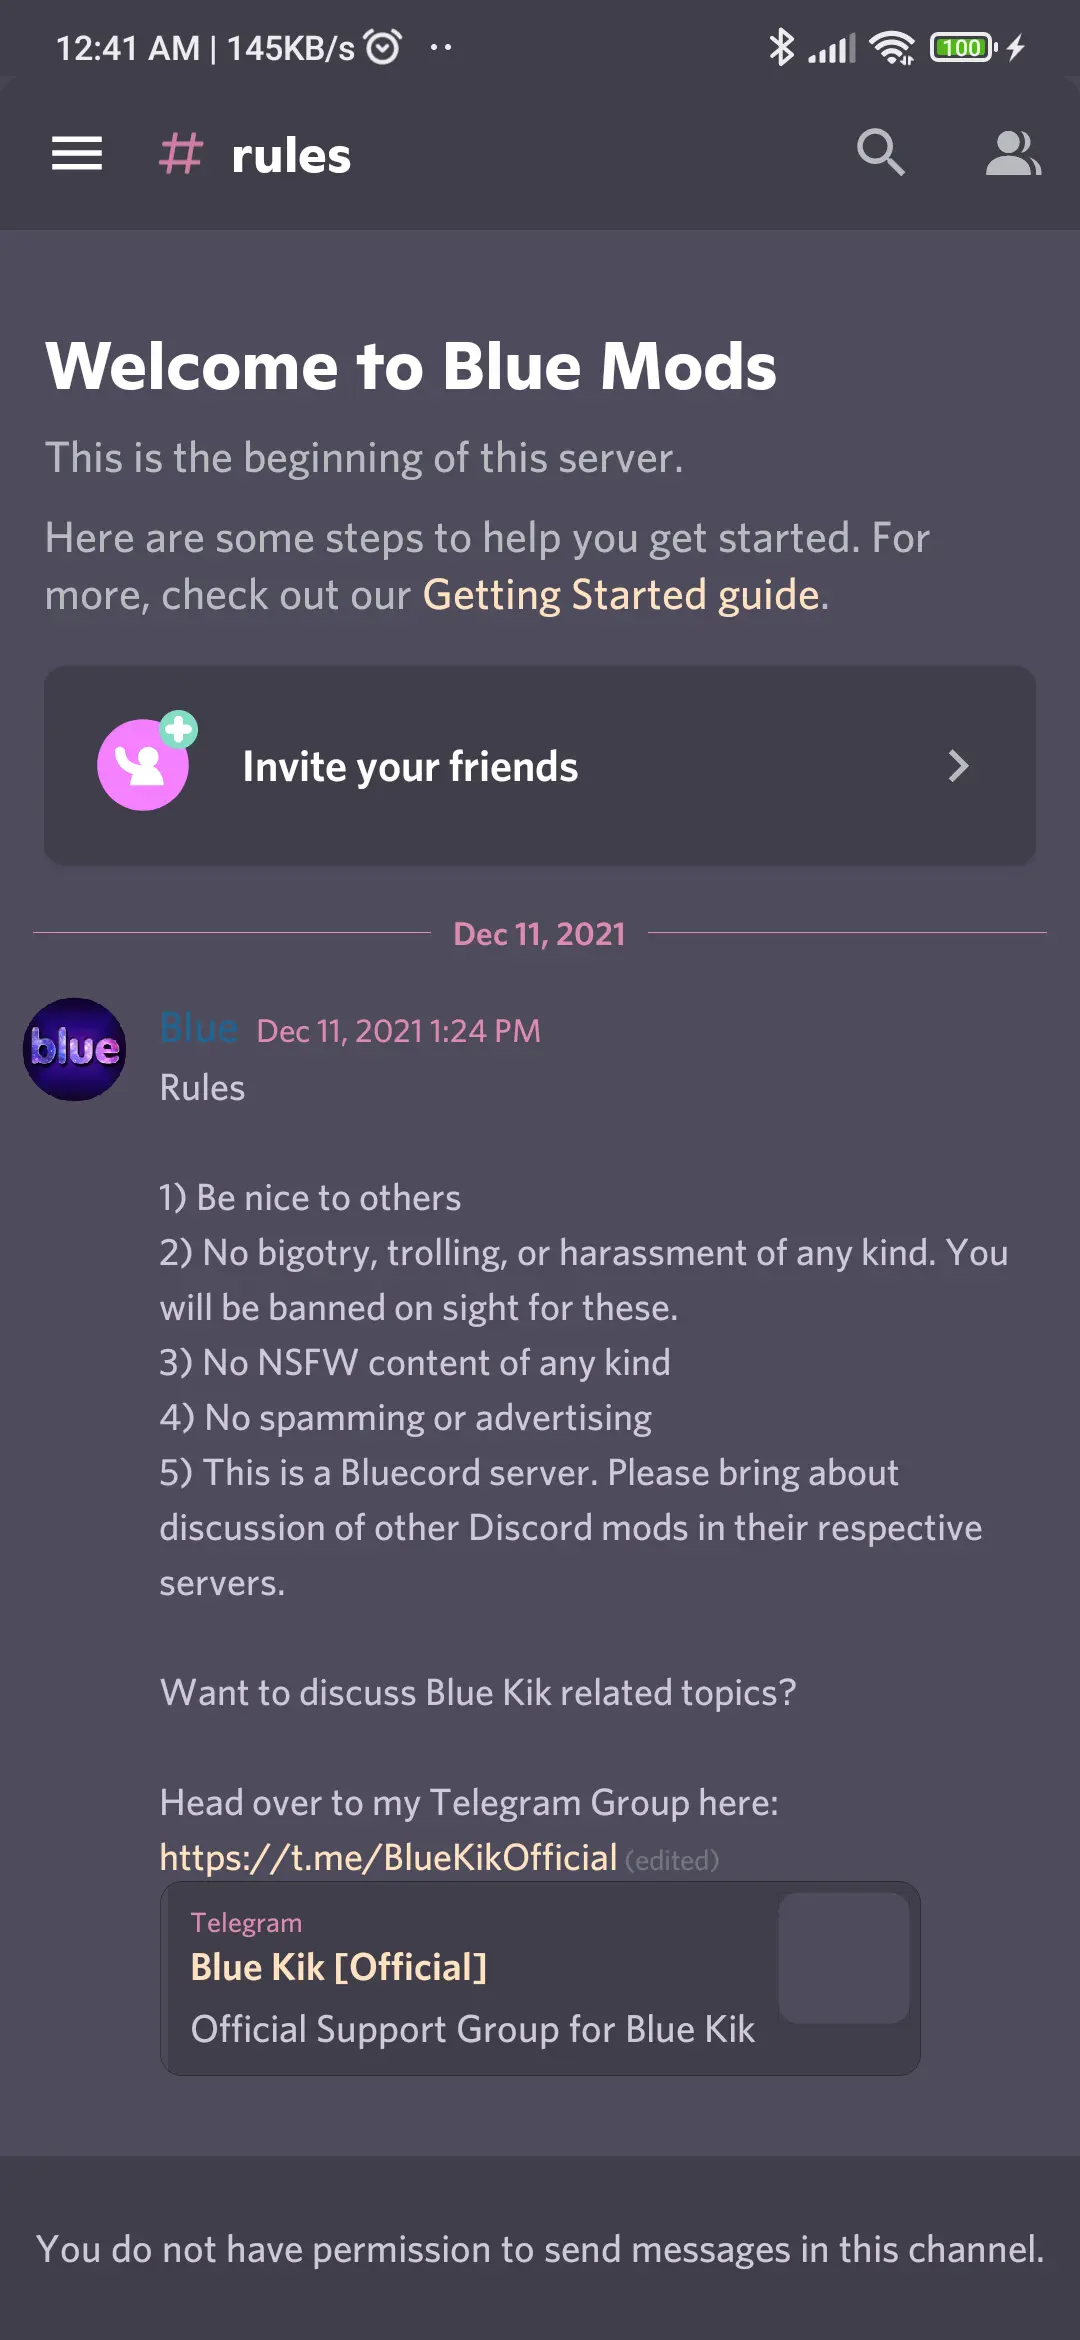 12:41 AM | 145KB/s
100
# rules
Welcome to Blue Mods
This is the beginning of this server.
Here are some steps to help you get started. For
more, check out our Getting Started guide.
Invite your friends
Dec 11, 2021
blue
Blue Dec 11, 2021 1:24 PM
Rules
1) Be nice to others
2) No bigotry, trolling, or harassment of any kind. You
will be banned on sight for these.
3) No NSFW content of any kind
4) No spamming or advertising
5) This is a Bluecord server. Please bring about
discussion of other Discord mods in their respective
servers.
Want to discuss Blue Kik related topics?
Head over to my Telegram Group here:
https://t.me/BlueKikOfficial (edited)
Telegram
Blue Kik [Official]
Official Support Group for Blue Kik
You do not have permission to send messages in this channel.